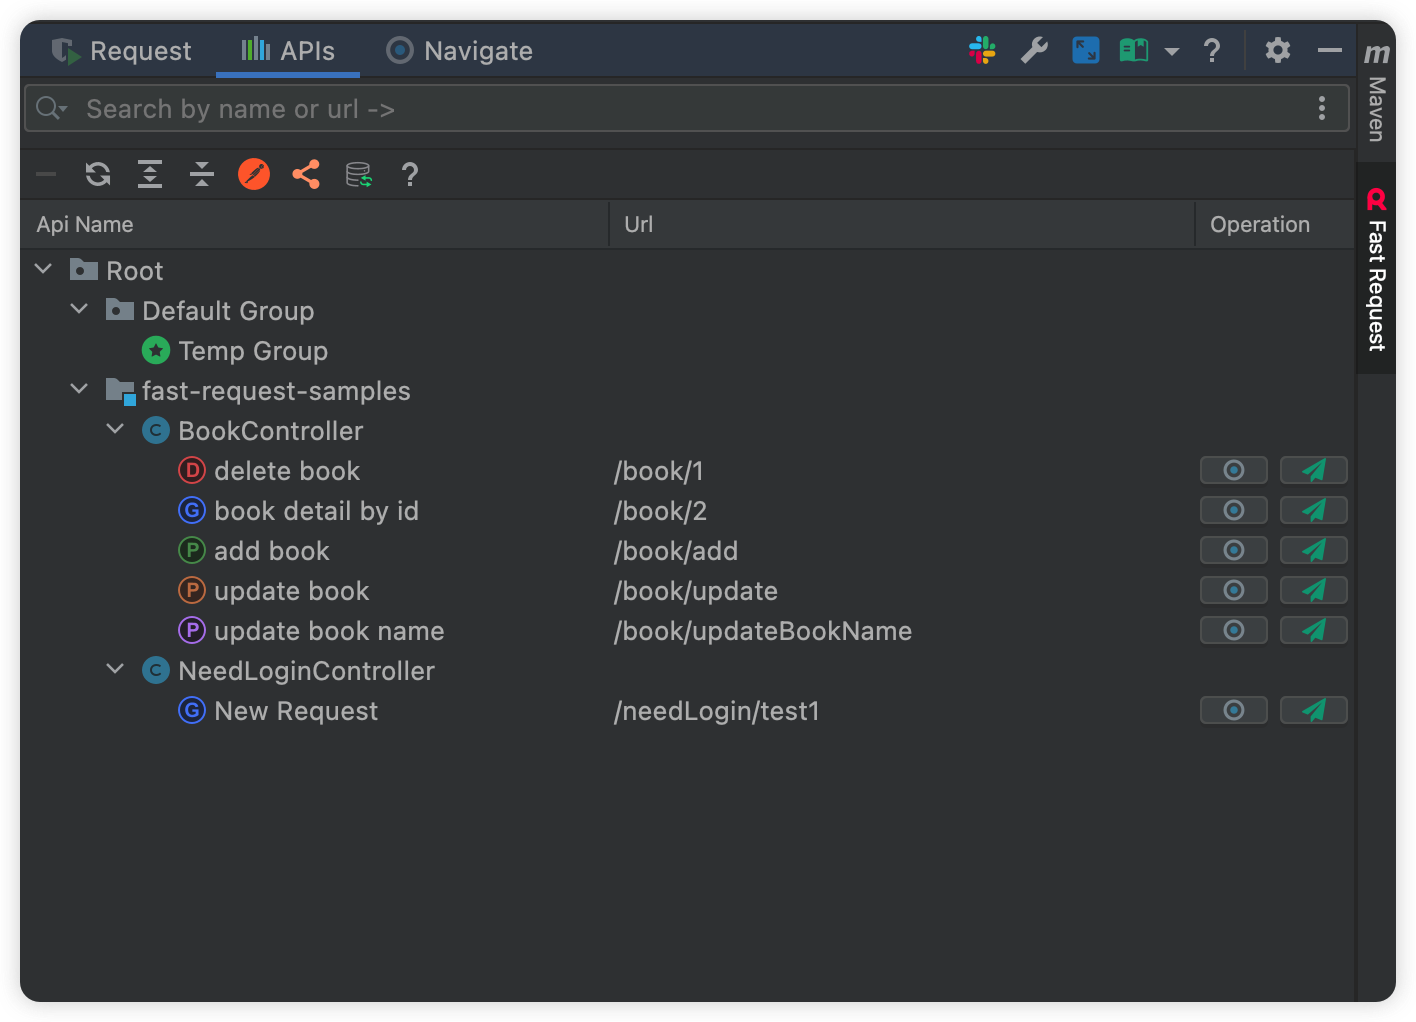 Request APIs Navigate ?
m Maven
Search by name or url ->
?
Fast Request
Api Name Url Operation
Root
Default Group
Temp Group
fast-request-samples
C BookController
D delete book /book/1
G book detail by id /book/2
P add book /book/add
P update book /book/update
P update book name /book/updateBookName
C NeedLoginController
G New Request /needLogin/test1